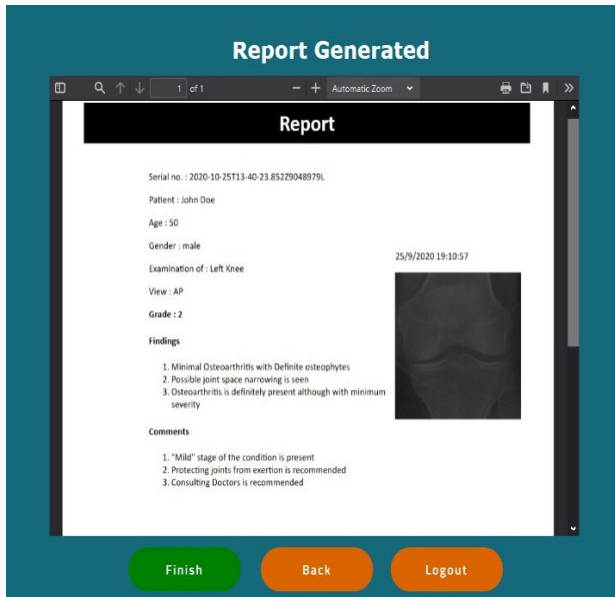 Report Generated
1 of 1
Automatic Zoom
Report
Serial no. : 2020-10-25T13-40-23.852Z9048979L
Patient : John Doe
Age : 50
Gender : male
25/9/2020 19:10:57
Examination of : Left Knee
View : AP
Grade : 2
Findings
1. Minimal Osteoarthritis with Definite osteophytes
2. Possible joint space narrowing is seen
3. Osteoarthritis is definitely present although with minimum
severity
Comments
1. "Mild" stage of the condition is present
2. Protecting joints from exertion is recommended
3. Consulting Doctors is recommended
Finish
Back
Logout